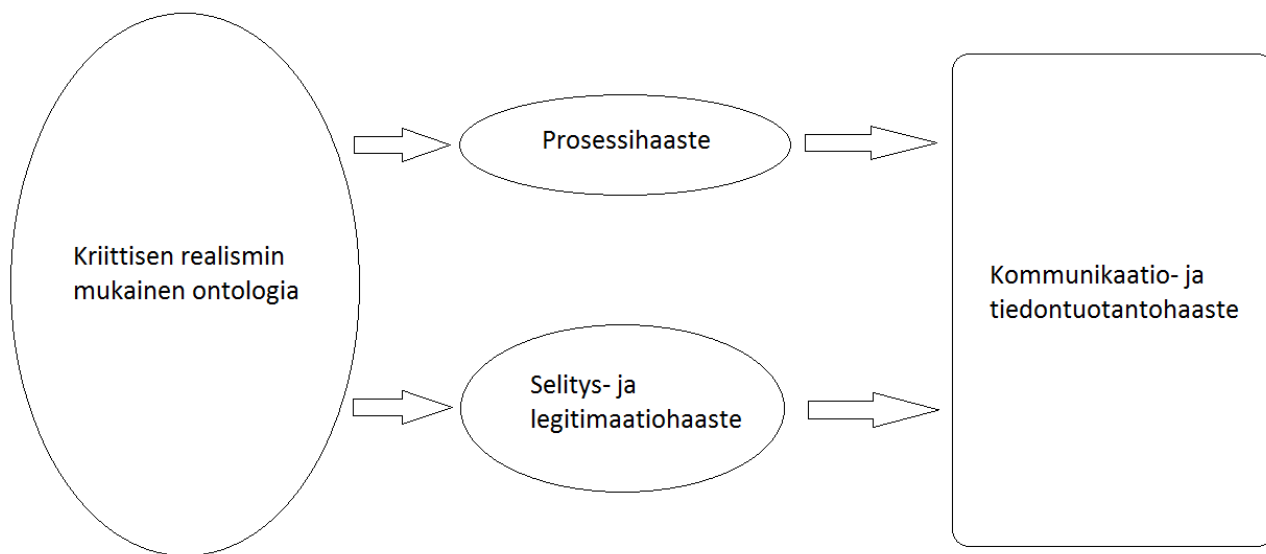 Kriittisen realismin
mukainen ontologia
Prosessihaaste
Selitys- ja
legitimaatiohaaste
Kommunikaatio- ja
tiedontuotantohaaste